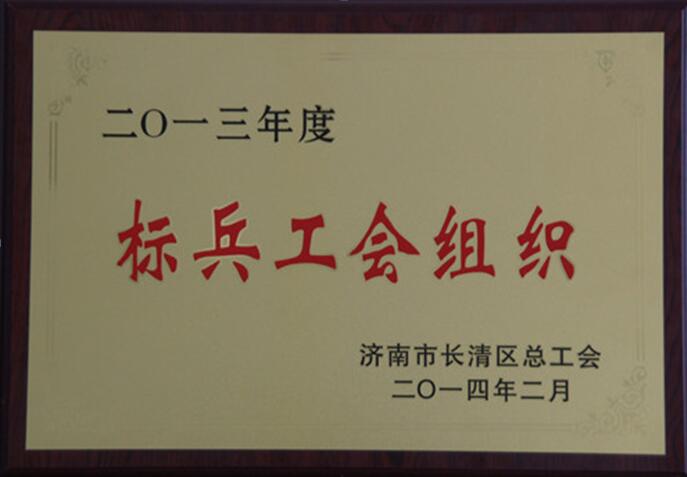 二〇一三年度
标兵工会组织
济南市长清区总工会
二〇一四年二月